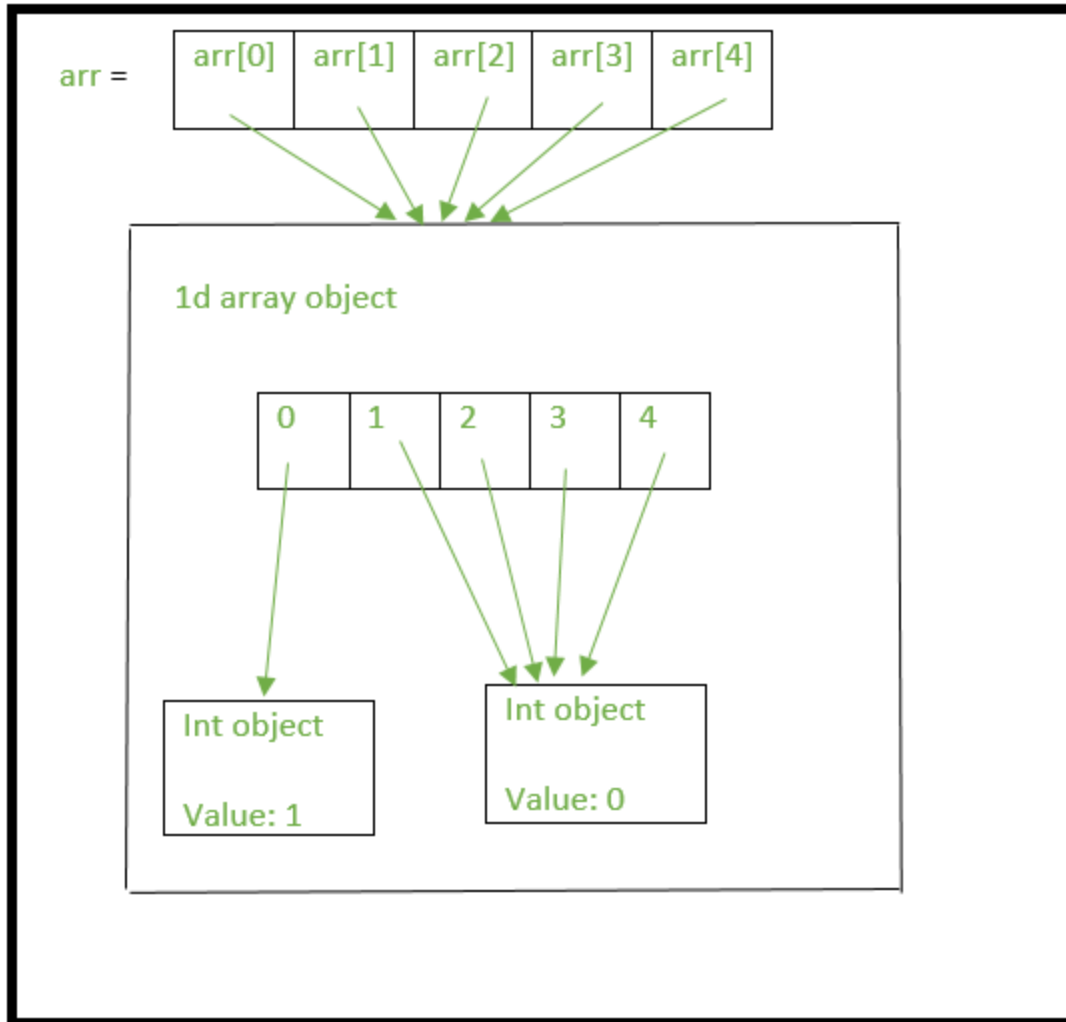 arr =
arr[0] arr[1] arr[2] arr[3] arr[4]
1d array object
0 1 2 3 4
Int object
Value: 1
Int object
Value: 0